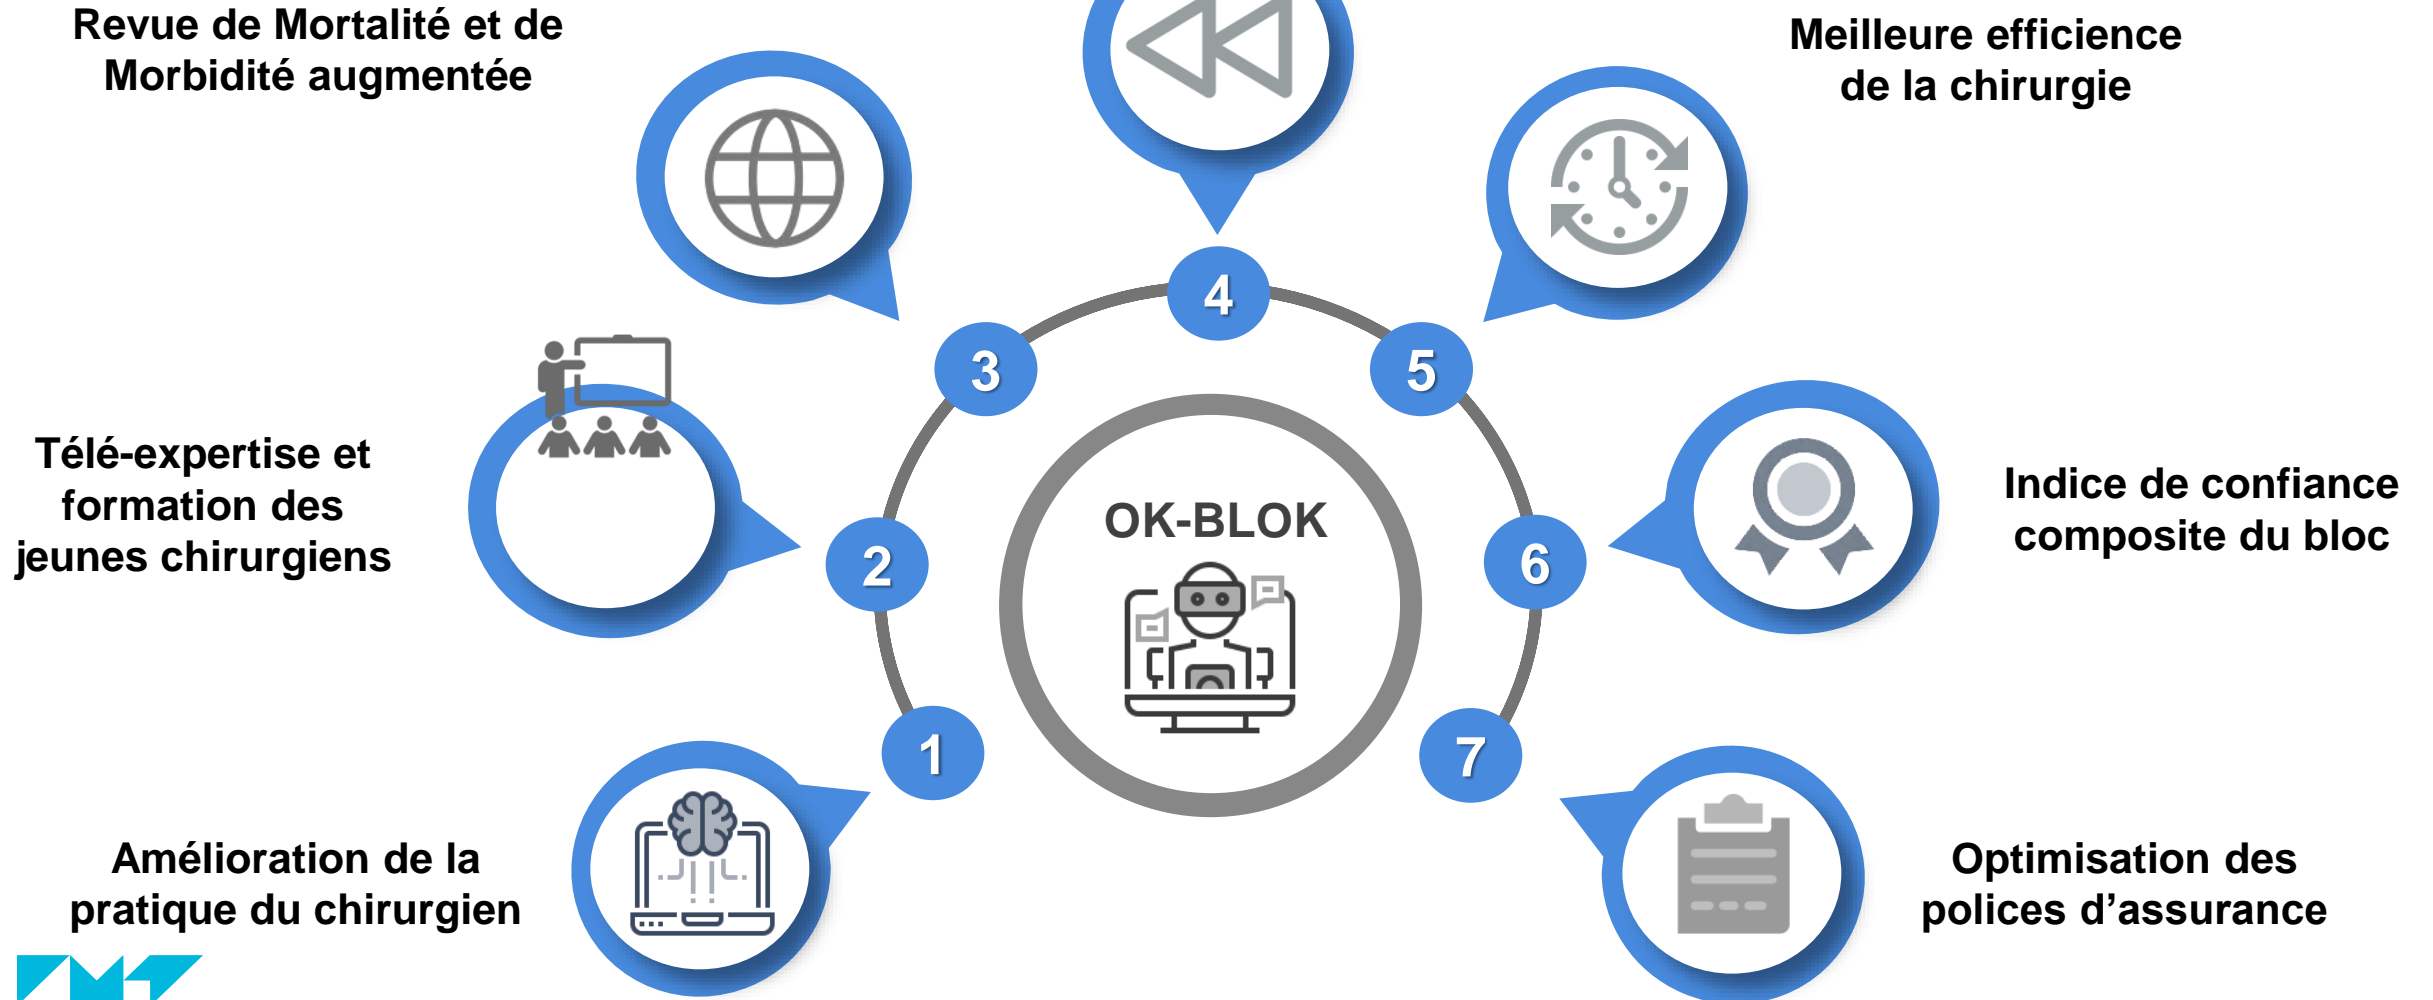 Revue de Mortalité et de
Morbidité augmentée
Meilleure efficience
de la chirurgie
4
3
5
Télé-expertise et
formation des
jeunes chirurgiens
OK-BLOK
Indice de confiance
composite du bloc
2
6
1
7
Amélioration de la
pratique du chirurgien
Optimisation des
polices d’assurance